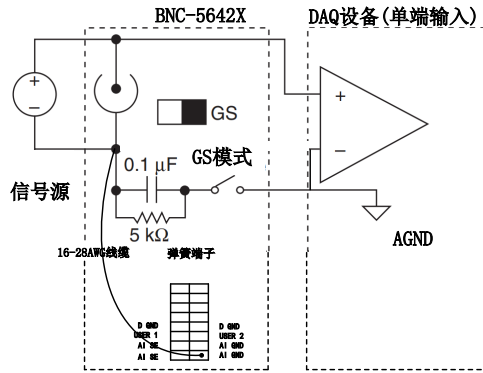 BNC-5642X
DAQ设备(单端输入)
+
−
GS
+
−
信号源
0.1 µF
GS模式
5 kΩ
AGND
16-28AWG线缆
弹簧端子
D GND
USER 1
AI SE
AI SE
D GND
USER 2
AI GND
AI GND